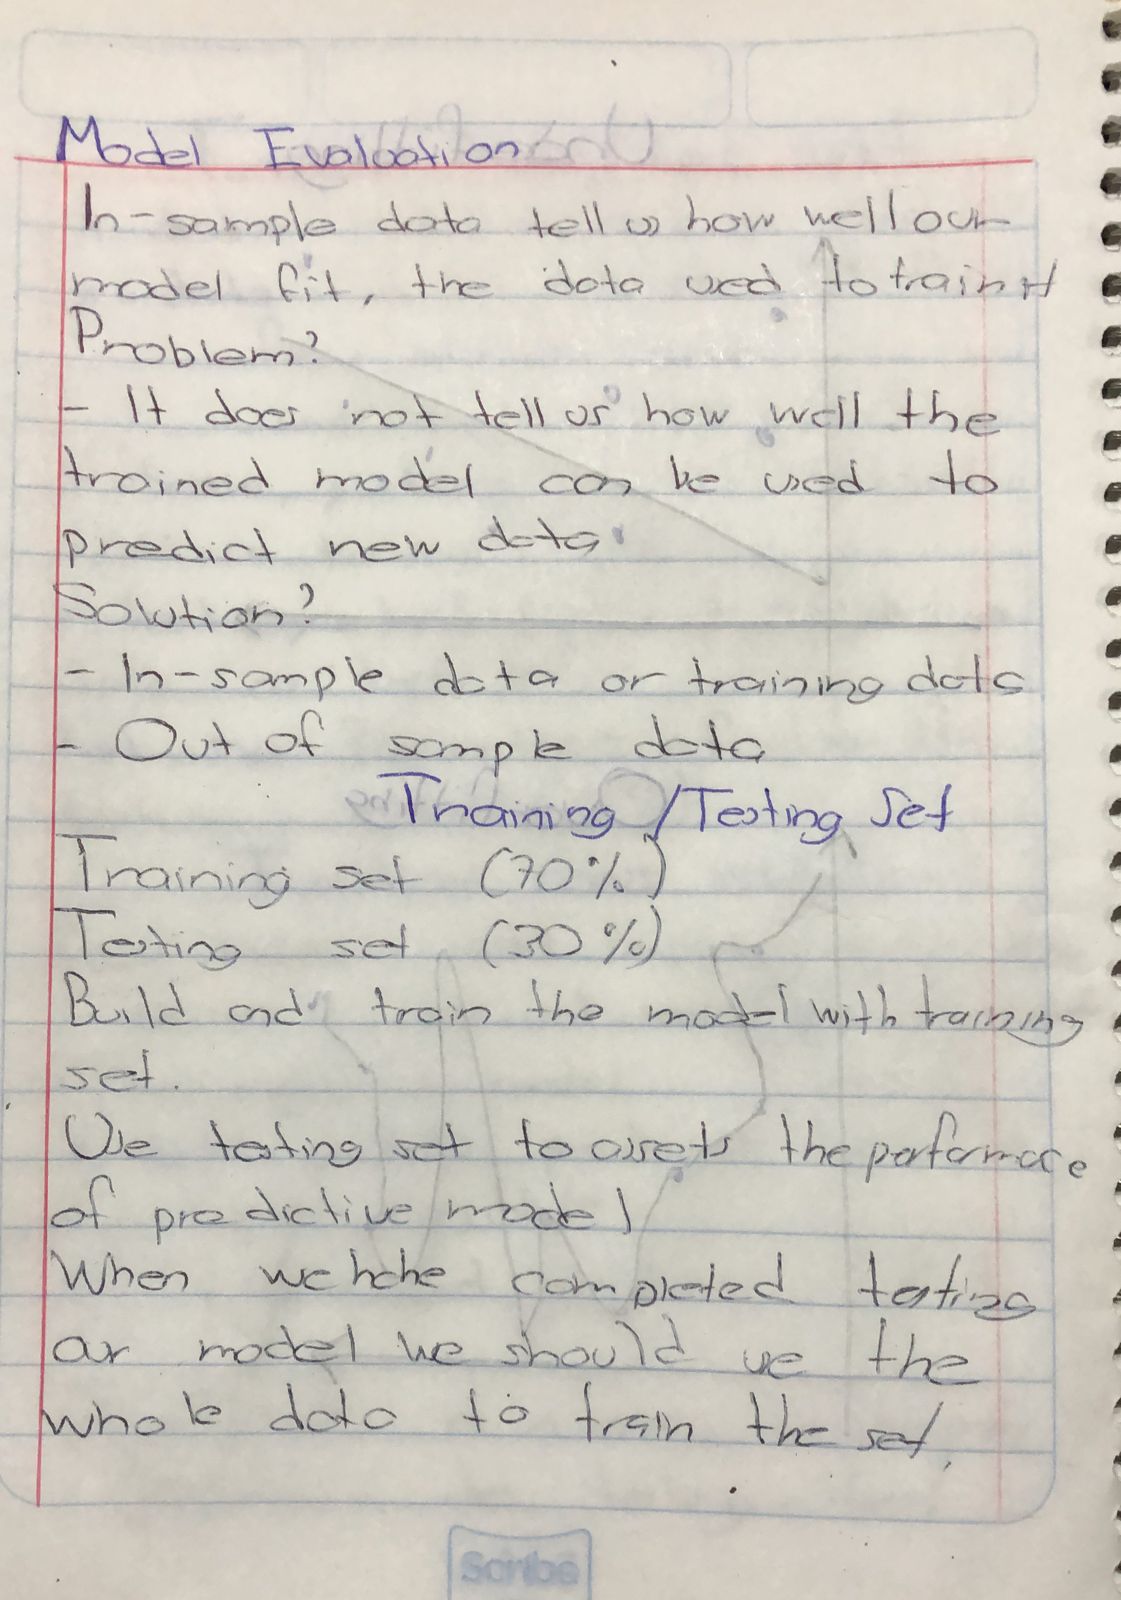 Model Evaluation
In-sample data tell us how well our
model fit, the data used to train it
Problem?
- It does not tell us how well the
trained model can be used to
predict new data
Solution?
- In-sample data or training data
- Out of sample data
Training / Testing Set
Training set (70%)
Testing set (30%)
Build and train the model with training
set.
Use testing set to the performance
of predictive model
When we completed testing
our model we should use the
whole data to train the set.
Scribe